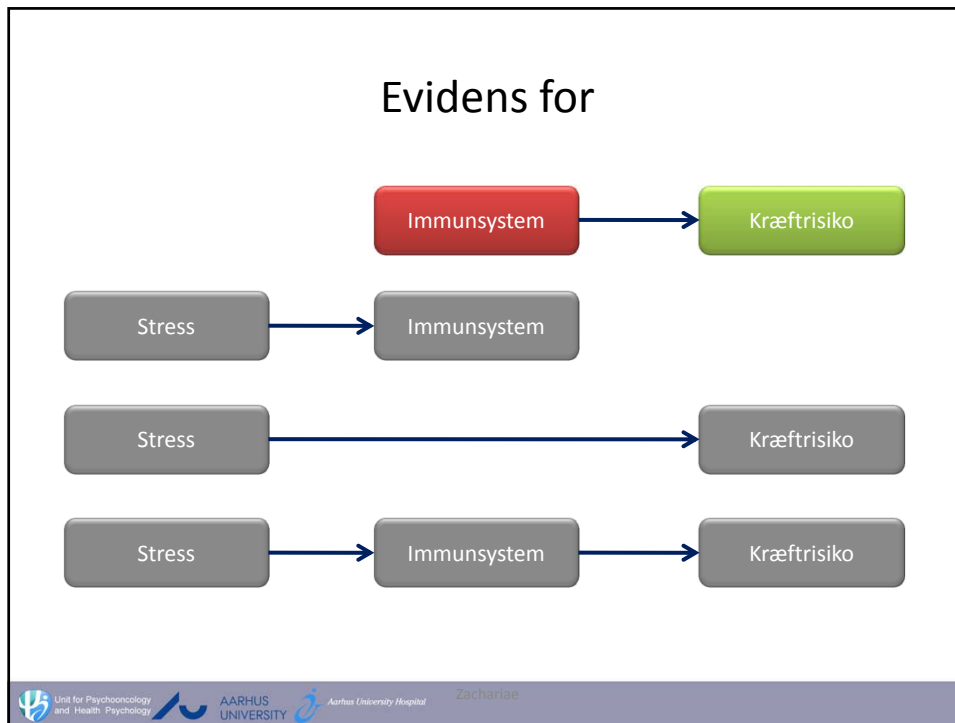 Evidens for
Immunsystem Kræftrisiko
Stress Immunsystem
Stress Kræftrisiko
Stress Immunsystem Kræftrisiko
Zachariae
Unit for Psychooncology
and Health Psychology
AARHUS
UNIVERSITY
Aarhus University Hospital